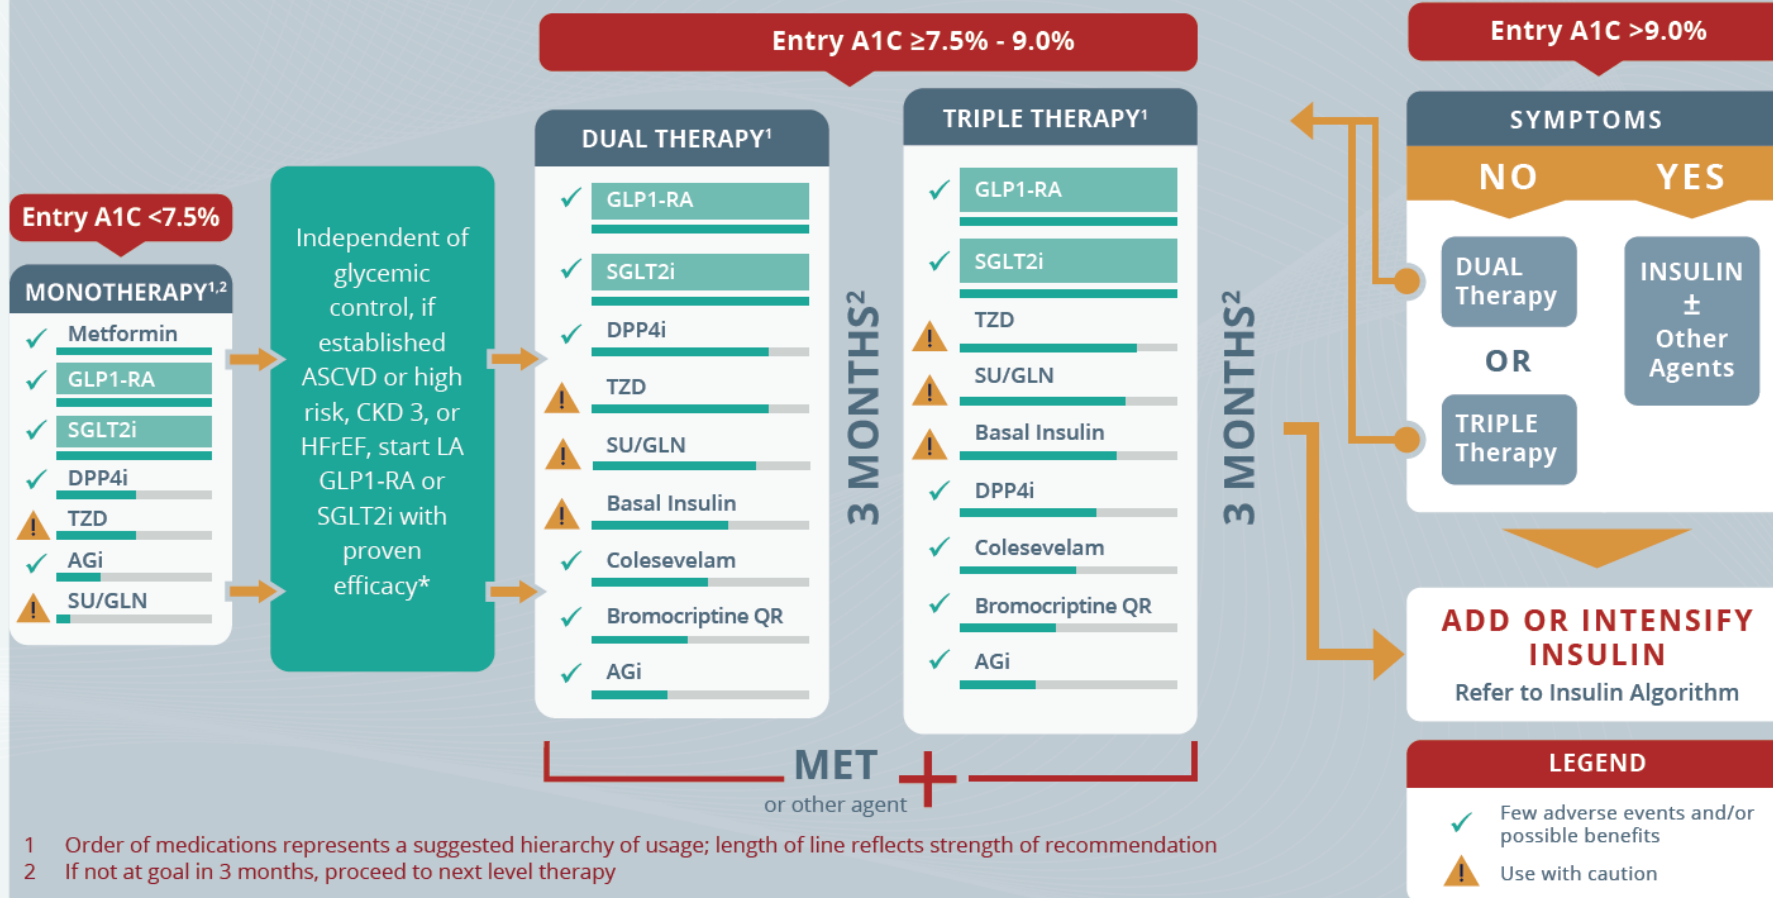 Entry A1C <7.5%
MONOTHERAPY1,2
Metformin
GLP1-RA
SGLT2i
DPP4i
TZD
AGi
SU/GLN
Independent of
glycemic
control, if
established
ASCVD or high
risk, CKD 3, or
HFrEF, start LA
GLP1-RA or
SGLT2i with
proven
efficacy*
Entry A1C ≥7.5% - 9.0%
DUAL THERAPY1
GLP1-RA
SGLT2i
DPP4i
TZD
SU/GLN
Basal Insulin
Colesevelam
Bromocriptine QR
AGi
3 MONTHS2
TRIPLE THERAPY1
GLP1-RA
SGLT2i
TZD
SU/GLN
Basal Insulin
DPP4i
Colesevelam
Bromocriptine QR
AGi
3 MONTHS2
MET
or other agent
Entry A1C >9.0%
SYMPTOMS
NO
YES
DUAL
Therapy
OR
TRIPLE
Therapy
INSULIN
±
Other
Agents
ADD OR INTENSIFY
INSULIN
Refer to Insulin Algorithm
LEGEND
Few adverse events and/or
possible benefits
Use with caution
1 Order of medications represents a suggested hierarchy of usage; length of line reflects strength of recommendation
2 If not at goal in 3 months, proceed to next level therapy